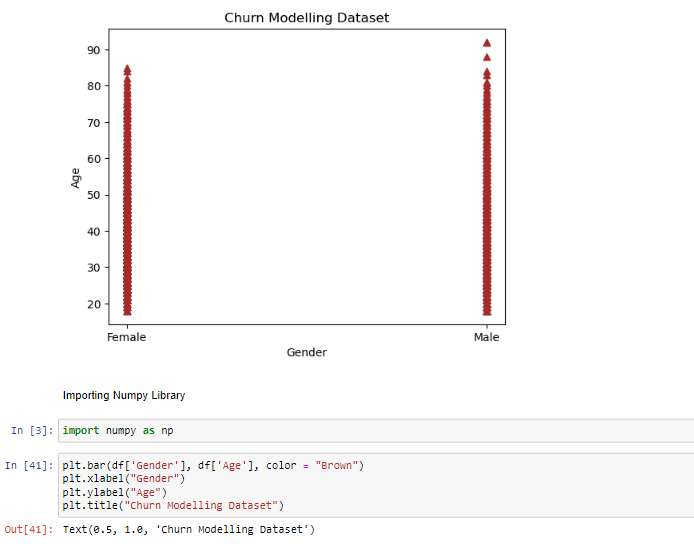 Churn Modelling Dataset
90
80
70
60
50
40
30
20
Age
Female
Male
Gender
Importing Numpy Library
In [3]: import numpy as np
In [41]: plt.bar(df['Gender'], df['Age'], color = "Brown")
plt.xlabel("Gender")
plt.ylabel("Age")
plt.title("Churn Modelling Dataset")
Out[41]: Text(0.5, 1.0, 'Churn Modelling Dataset')